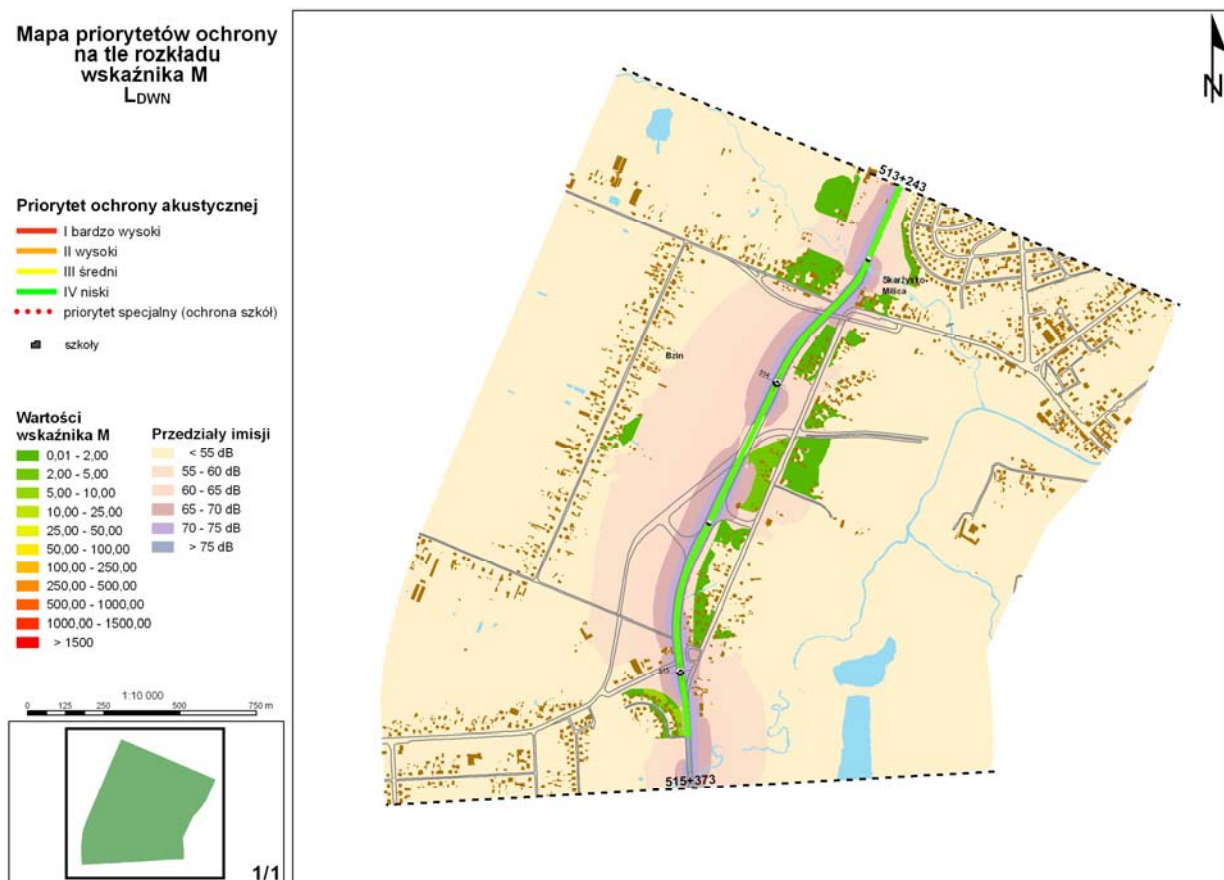 Mapa priorytetów ochrony
na tle rozkładu
wskaźnika M
LDWN
Priorytet ochrony akustycznej
I bardzo wysoki
II wysoki
III średni
IV niski
priorytet specjalny (ochrona szkół)
szkoły
Wartości
wskaźnika M
0,01 - 2,00
2,00 - 5,00
5,00 - 10,00
10,00 - 25,00
25,00 - 50,00
50,00 - 100,00
100,00 - 250,00
250,00 - 500,00
500,00 - 1000,00
1000,00 - 1500,00
> 1500
Przedziały imisji
< 55 dB
55 - 60 dB
60 - 65 dB
65 - 70 dB
70 - 75 dB
> 75 dB
1:10 000
0 125 250 500 750 m
1/1
N
513+243
Skarżysko-
Milica
Bzin
514
515
515+373